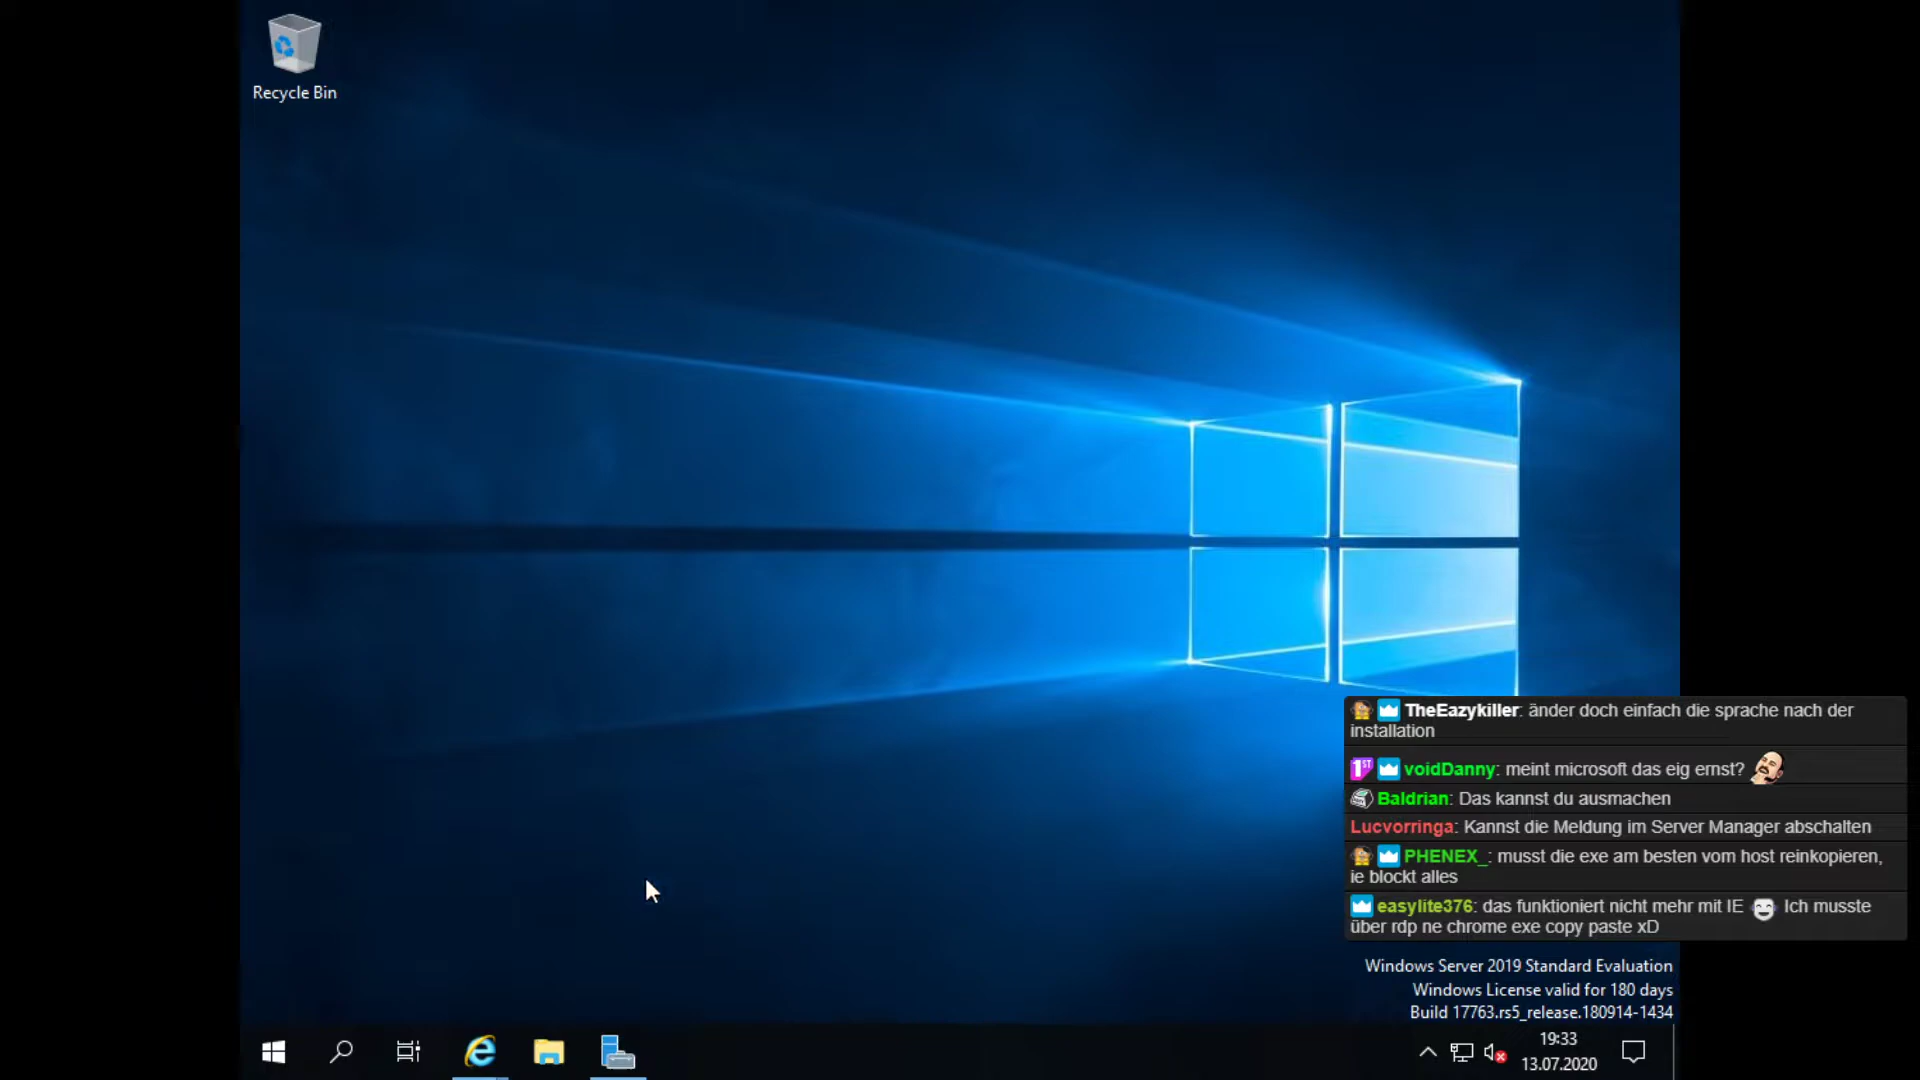 Recycle Bin
TheEazykiller: änder doch einfach die sprache nach der
installation
1ST voidDanny: meint microsoft das eig ernst?
Baldrian: Das kannst du ausmachen
Lucvorringa: Kannst die Meldung im Server Manager abschalten
PHENEX_: musst die exe am besten vom host reinkopieren,
ie blockt alles
easylite376: das funktioniert nicht mehr mit IE Ich musste
über rdp ne chrome exe copy paste xD
Windows Server 2019 Standard Evaluation
Windows License valid for 180 days
Build 17763.rs5_release.180914-1434
19:33
13.07.2020